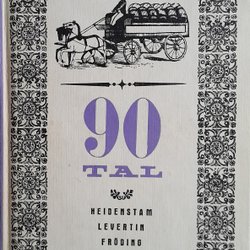 90
TAL
HEIDENSTAM
LEVERTIN
FRÖDING